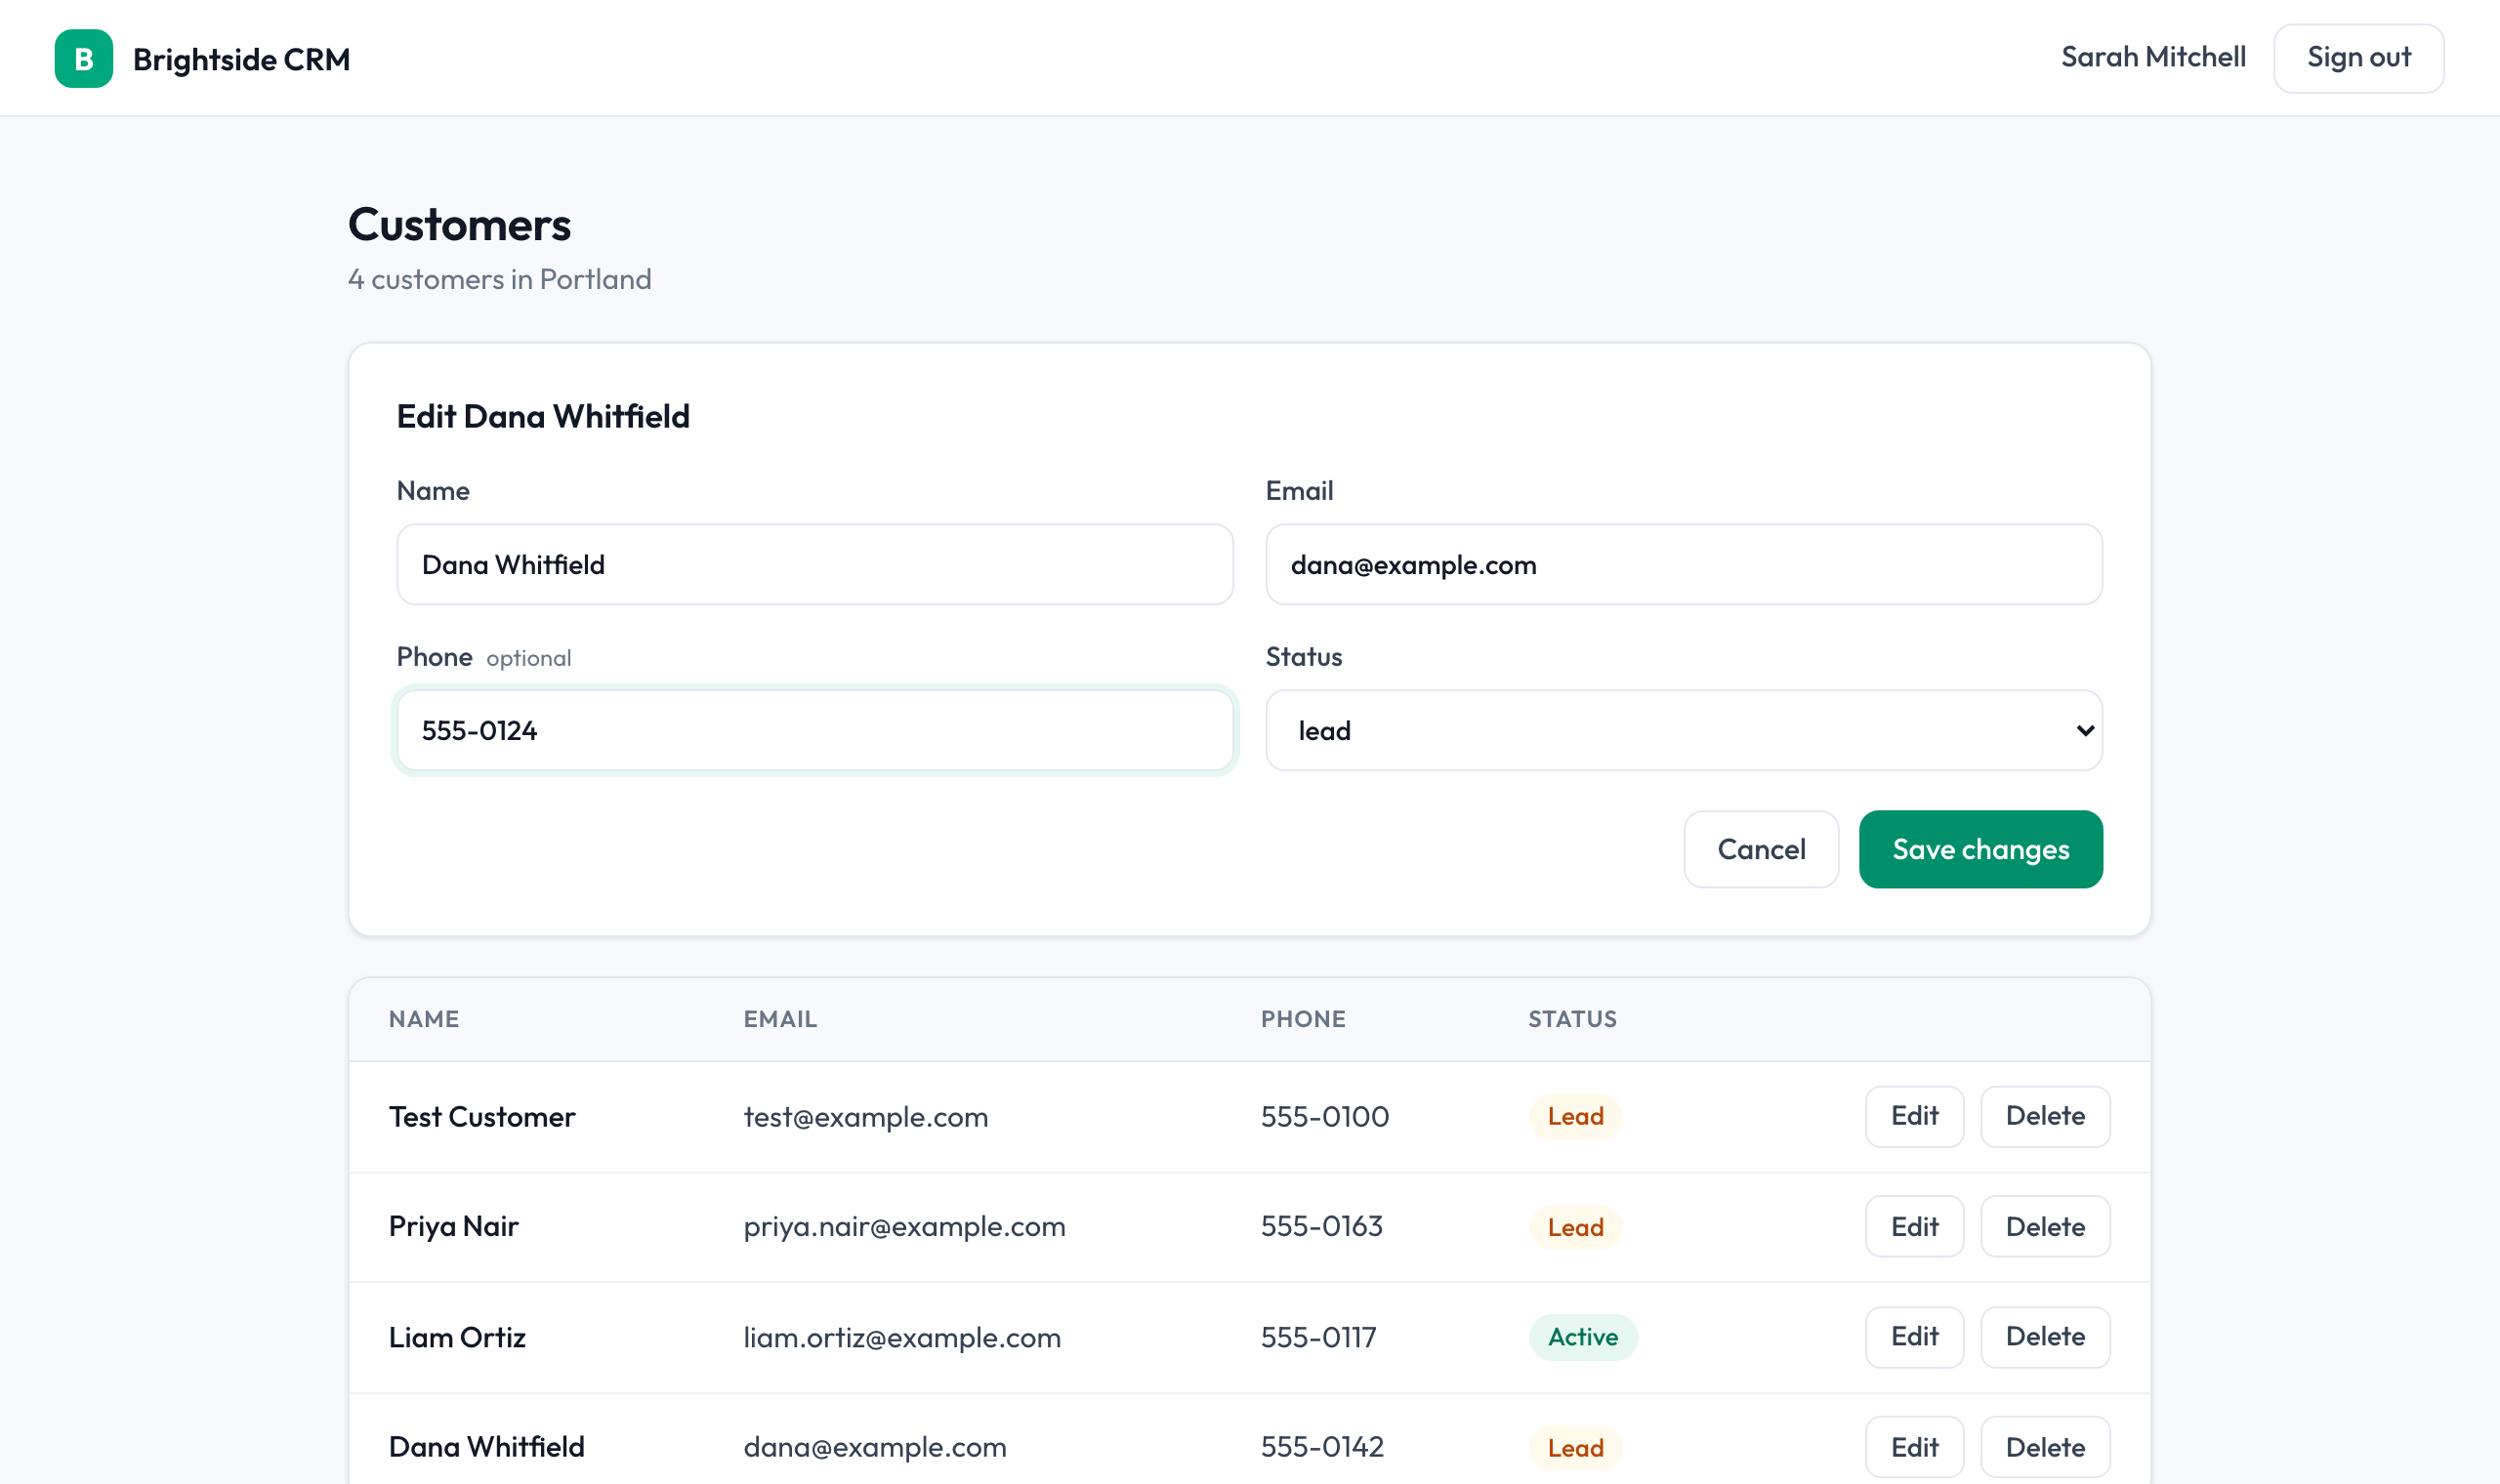 B Brightside CRM Sarah Mitchell Sign out
Customers
4 customers in Portland
Edit Dana Whitfield
Name Email
Dana Whitfield dana@example.com
Phone optional Status
555-0124 lead
Cancel Save changes
NAME EMAIL PHONE STATUS
Test Customer test@example.com 555-0100 Lead Edit Delete
Priya Nair priya.nair@example.com 555-0163 Lead Edit Delete
Liam Ortiz liam.ortiz@example.com 555-0117 Active Edit Delete
Dana Whitfield dana@example.com 555-0142 Lead Edit Delete